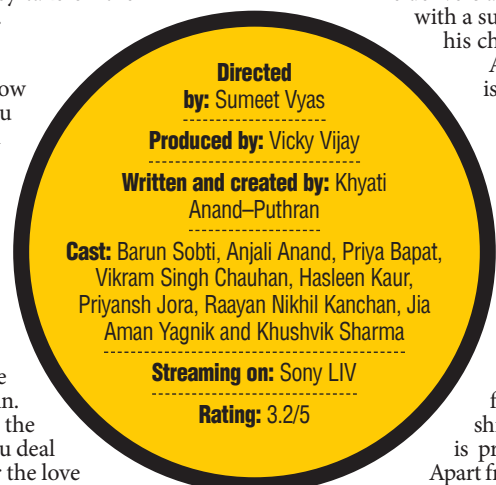 ow
u
e
n.
the
u deal
r the love
Directed
by: Sumeet Vyas
Produced by: Vicky Vijay
Written and created by: Khyati
Anand–Puthran
Cast: Barun Sobti, Anjali Anand, Priya Bapat,
Vikram Singh Chauhan, Hasleen Kaur,
Priyansh Jora, Raayan Nikhil Kanchan, Jia
Aman Yagnik and Khushvik Sharma
Streaming on: Sony LIV
Rating: 3.2/5
with a su
his ch
A
is
f
shi
is pr
Apart fr